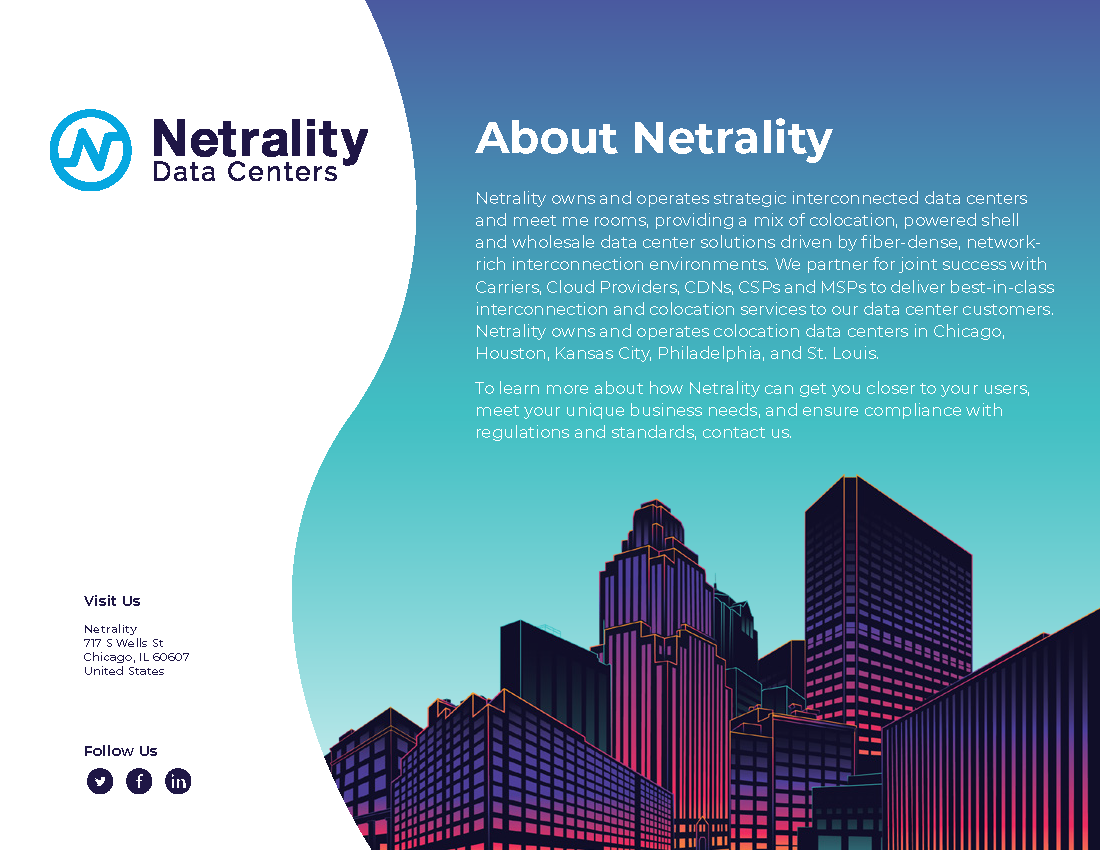 Netrality
Data Centers
About Netrality
Netrality owns and operates strategic interconnected data centers
and meet me rooms, providing a mix of colocation, powered shell
and wholesale data center solutions driven by fiber-dense, network-
rich interconnection environments. We partner for joint success with
Carriers, Cloud Providers, CDNs, CSPs and MSPs to deliver best-in-class
interconnection and colocation services to our data center customers.
Netrality owns and operates colocation data centers in Chicago,
Houston, Kansas City, Philadelphia, and St. Louis.
To learn more about how Netrality can get you closer to your users,
meet your unique business needs, and ensure compliance with
regulations and standards, contact us.
Visit Us
Netrality
717 S Wells St
Chicago, IL 60607
United States
Follow Us